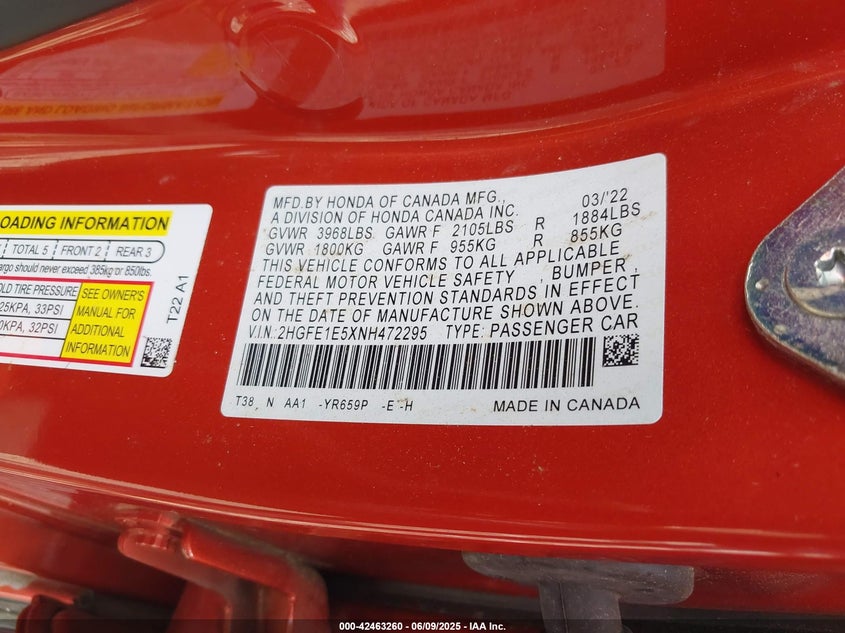 MFD.BY HONDA OF CANADA MFG., 03/'22
A DIVISION OF HONDA CANADA INC.
GVWR 3968LBS GAWR F 2105LBS R 1884LBS
GVWR 1800KG GAWR F 955KG R 855KG
THIS VEHICLE CONFORMS TO ALL APPLICABLE
FEDERAL MOTOR VEHICLE SAFETY , BUMPER ,
AND THEFT PREVENTION STANDARDS IN EFFECT
ON THE DATE OF MANUFACTURE SHOWN ABOVE.
V.I.N.:2HGFE1E5XNH472295 TYPE: PASSENGER CAR
T38 N AA1 -YR659P -E -H MADE IN CANADA
OADING INFORMATION
TOTAL 5 FRONT 2 REAR 3
argo should never exceed 385kg or 850lbs.
OLD TIRE PRESSURE
25KPA, 33PSI
0KPA, 32PSI
SEE OWNER'S
MANUAL FOR
ADDITIONAL
INFORMATION
T22 A1
000-42463260 - 06/09/2025 - IAA Inc.